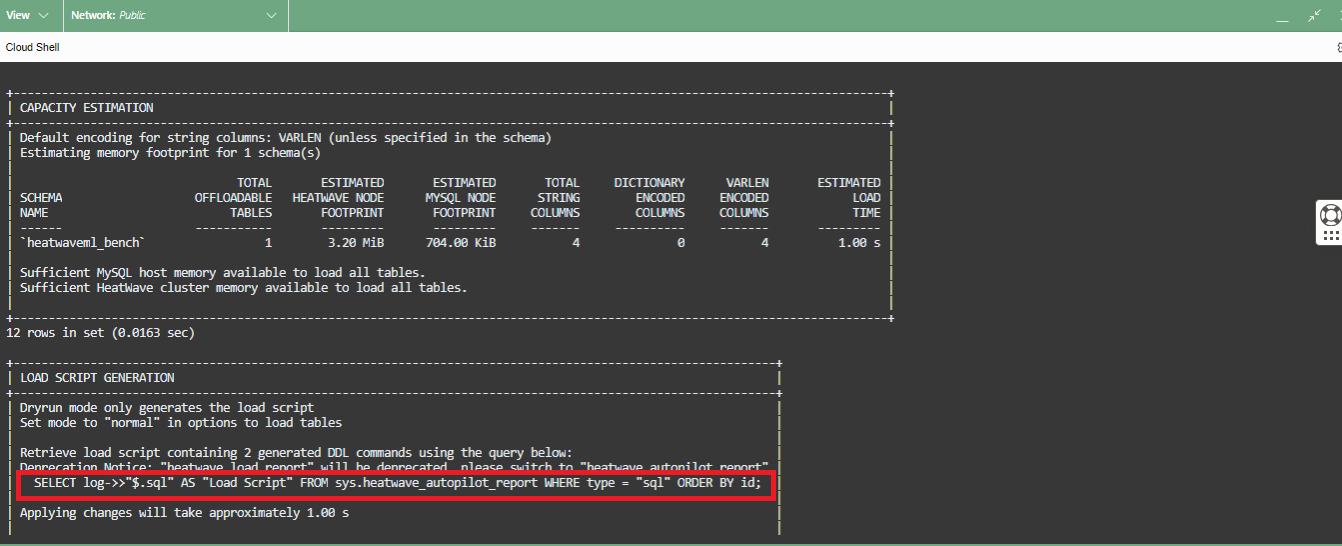 View Network: Public
Cloud Shell
+----------------------------------------------------------------------------------------------------------------------------+
| CAPACITY ESTIMATION |
+----------------------------------------------------------------------------------------------------------------------------+
| Default encoding for string columns: VARLEN (unless specified in the schema) |
| Estimating memory footprint for 1 schema(s) |
| |
| TOTAL ESTIMATED ESTIMATED TOTAL DICTIONARY VARLEN ESTIMATED |
| SCHEMA OFFLOADABLE HEATWAVE NODE MYSQL NODE STRING ENCODED ENCODED LOAD |
| NAME TABLES FOOTPRINT FOOTPRINT COLUMNS COLUMNS COLUMNS TIME |
| ------ ----------- --------- --------- ------- ------- ------- --------- |
| `heatwaveml_bench` 1 3.20 MiB 704.00 KiB 4 0 4 1.00 s |
| |
| Sufficient MySQL host memory available to load all tables. |
| Sufficient HeatWave cluster memory available to load all tables. |
| |
+----------------------------------------------------------------------------------------------------------------------------+
12 rows in set (0.0163 sec)
+------------------------------------------------------------------------------------------------------------+
| LOAD SCRIPT GENERATION |
+------------------------------------------------------------------------------------------------------------+
| Dryrun mode only generates the load script |
| Set mode to "normal" in options to load tables |
| |
| Retrieve load script containing 2 generated DDL commands using the query below: |
| Deprecation Notice: "heatwave_load_report" will be deprecated, please switch to "heatwave_autopilot_report" |
| SELECT log->>"$.sql" AS "Load Script" FROM sys.heatwave_autopilot_report WHERE type = "sql" ORDER BY id; |
| |
| Applying changes will take approximately 1.00 s |
| |